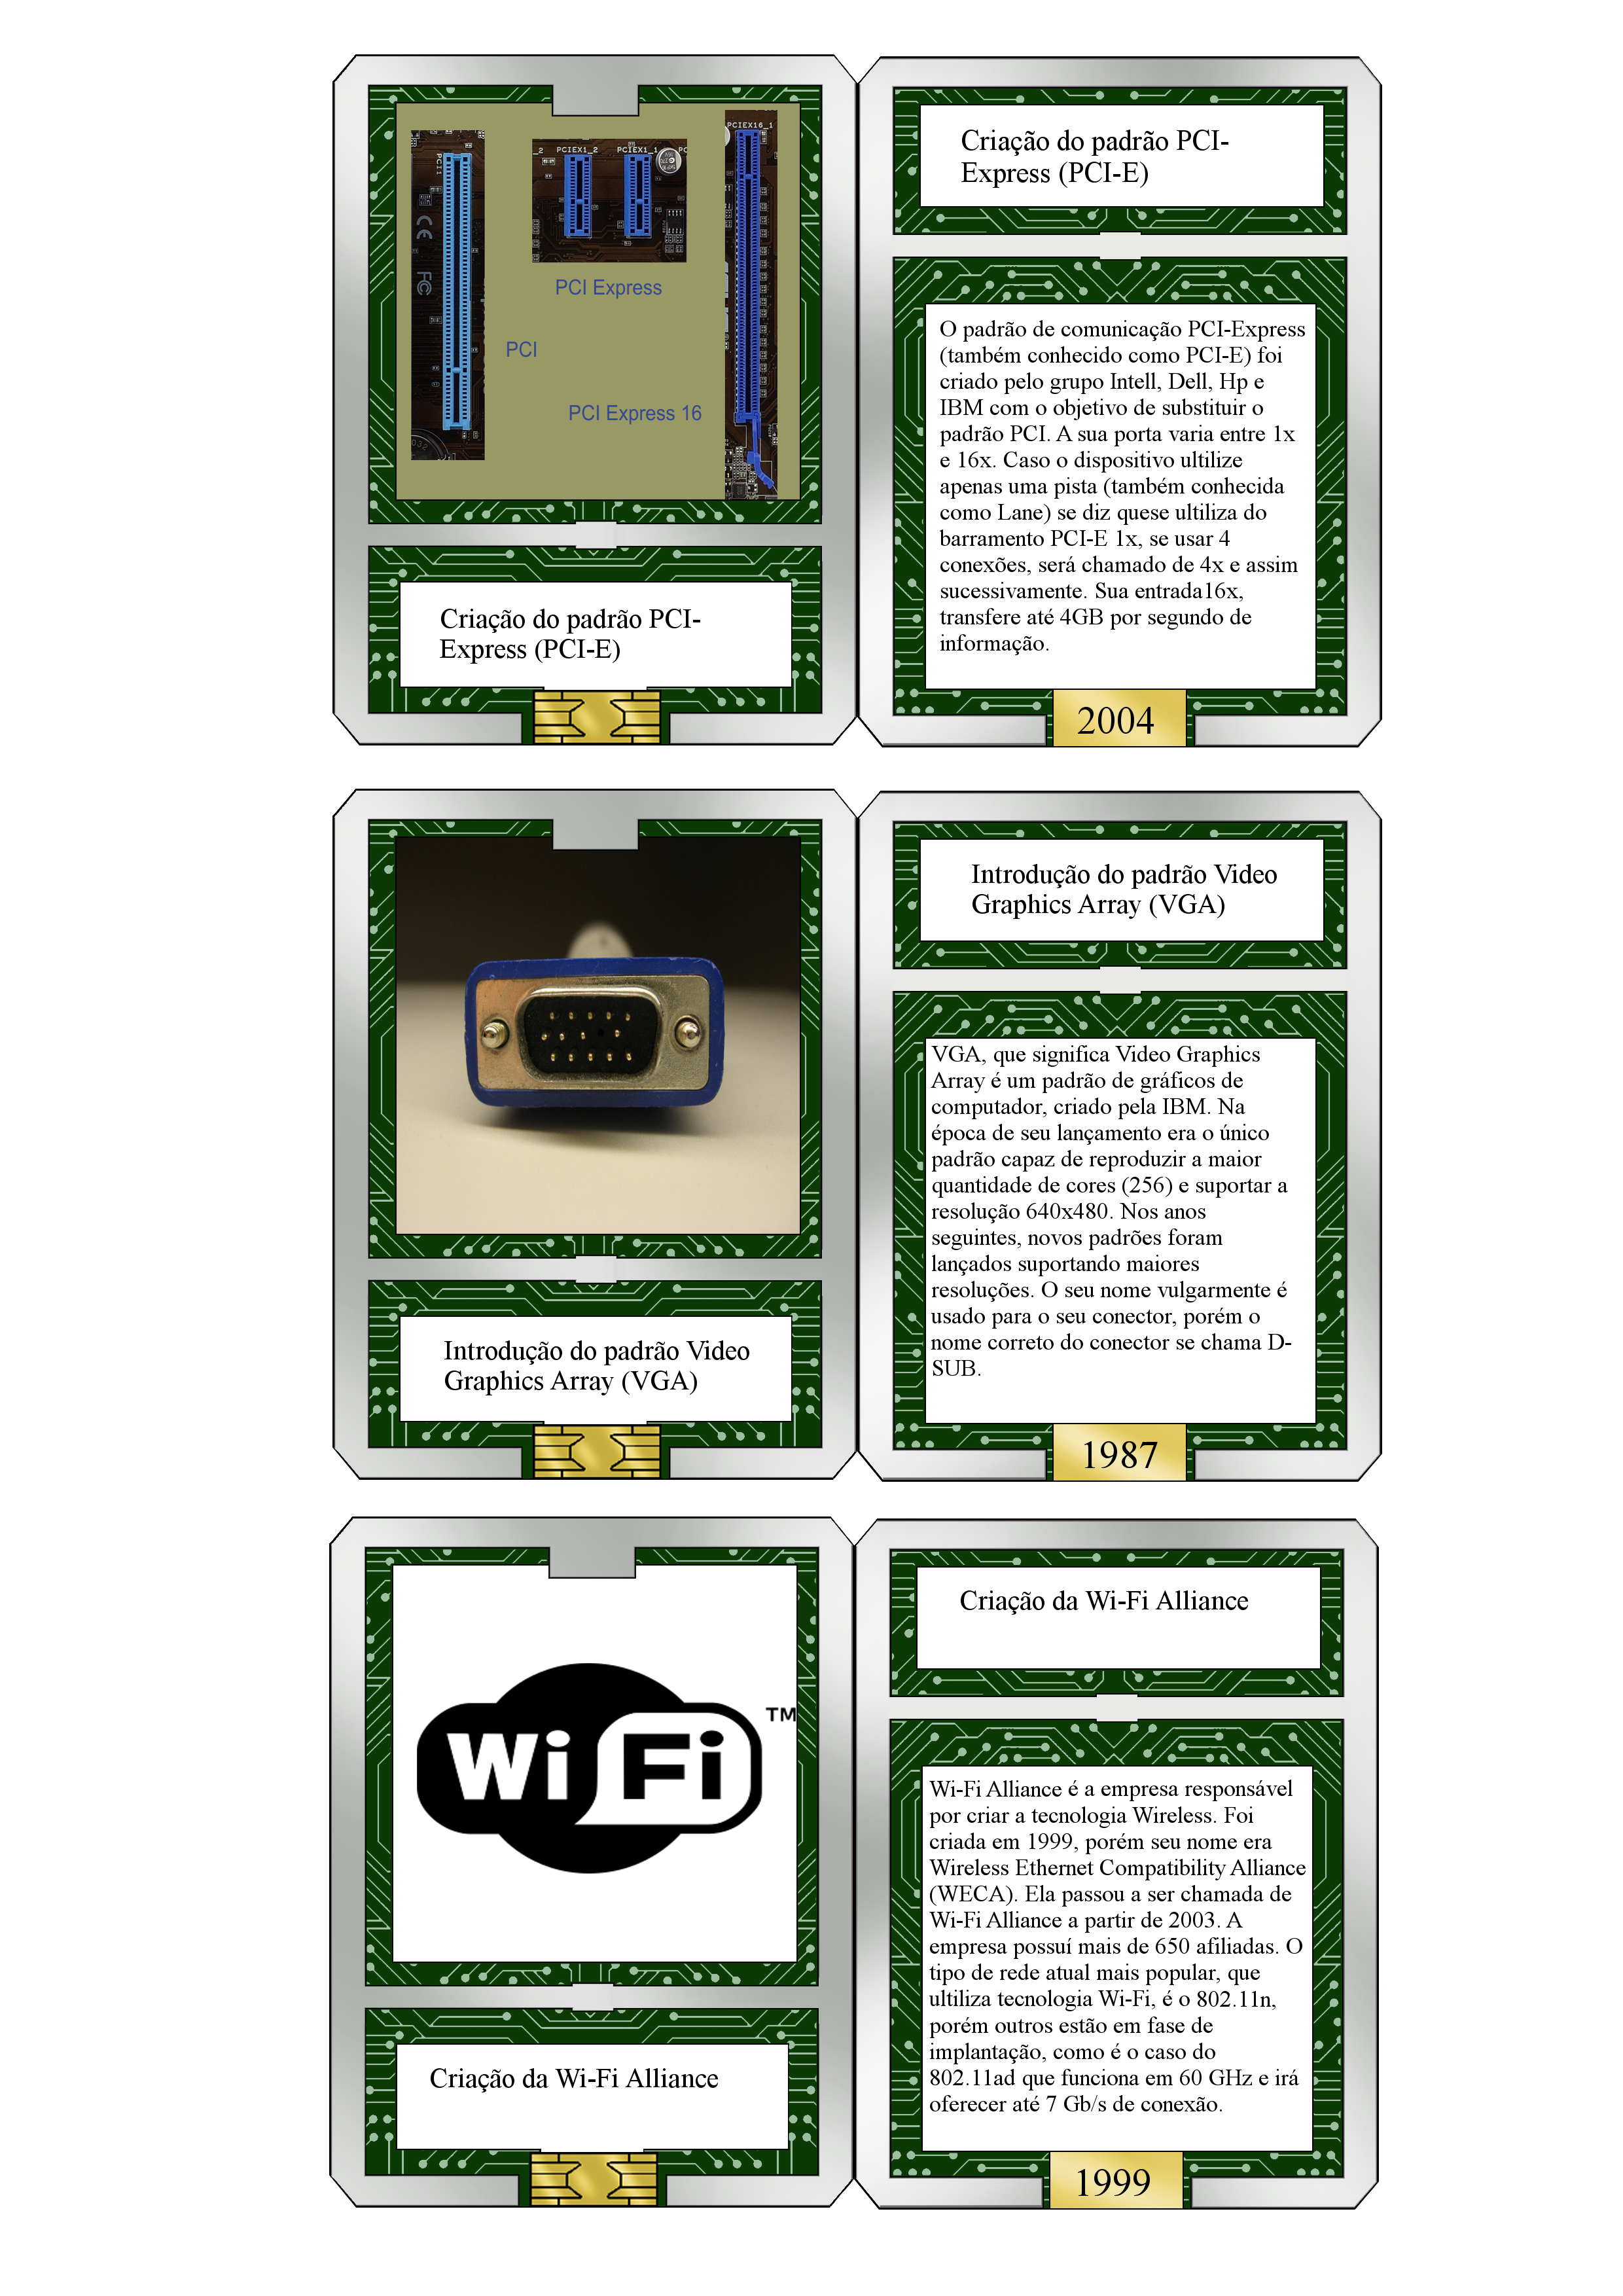 PCI1
_2 PCIEX1_2 PCIEX1_1 PC
PCIEX16_1
CE
FC
PCI Express
PCI
PCI Express 16
Criação do padrão PCI-
Express (PCI-E)
Criação do padrão PCI-
Express (PCI-E)
O padrão de comunicação PCI-Express
(também conhecido como PCI-E) foi
criado pelo grupo Intell, Dell, Hp e
IBM com o objetivo de substituir o
padrão PCI. A sua porta varia entre 1x
e 16x. Caso o dispositivo ultilize
apenas uma pista (também conhecida
como Lane) se diz quese ultiliza do
barramento PCI-E 1x, se usar 4
conexões, será chamado de 4x e assim
sucessivamente. Sua entrada16x,
transfere até 4GB por segundo de
informação.
2004
Introdução do padrão Video
Graphics Array (VGA)
Introdução do padrão Video
Graphics Array (VGA)
VGA, que significa Video Graphics
Array é um padrão de gráficos de
computador, criado pela IBM. Na
época de seu lançamento era o único
padrão capaz de reproduzir a maior
quantidade de cores (256) e suportar a
resolução 640x480. Nos anos
seguintes, novos padrões foram
lançados suportando maiores
resoluções. O seu nome vulgarmente é
usado para o seu conector, porém o
nome correto do conector se chama D-
SUB.
1987
Wi Fi TM
Criação da Wi-Fi Alliance
Criação da Wi-Fi Alliance
Wi-Fi Alliance é a empresa responsável
por criar a tecnologia Wireless. Foi
criada em 1999, porém seu nome era
Wireless Ethernet Compatibility Alliance
(WECA). Ela passou a ser chamada de
Wi-Fi Alliance a partir de 2003. A
empresa possuí mais de 650 afiliadas. O
tipo de rede atual mais popular, que
ultiliza tecnologia Wi-Fi, é o 802.11n,
porém outros estão em fase de
implantação, como é o caso do
802.11ad que funciona em 60 GHz e irá
oferecer até 7 Gb/s de conexão.
1999